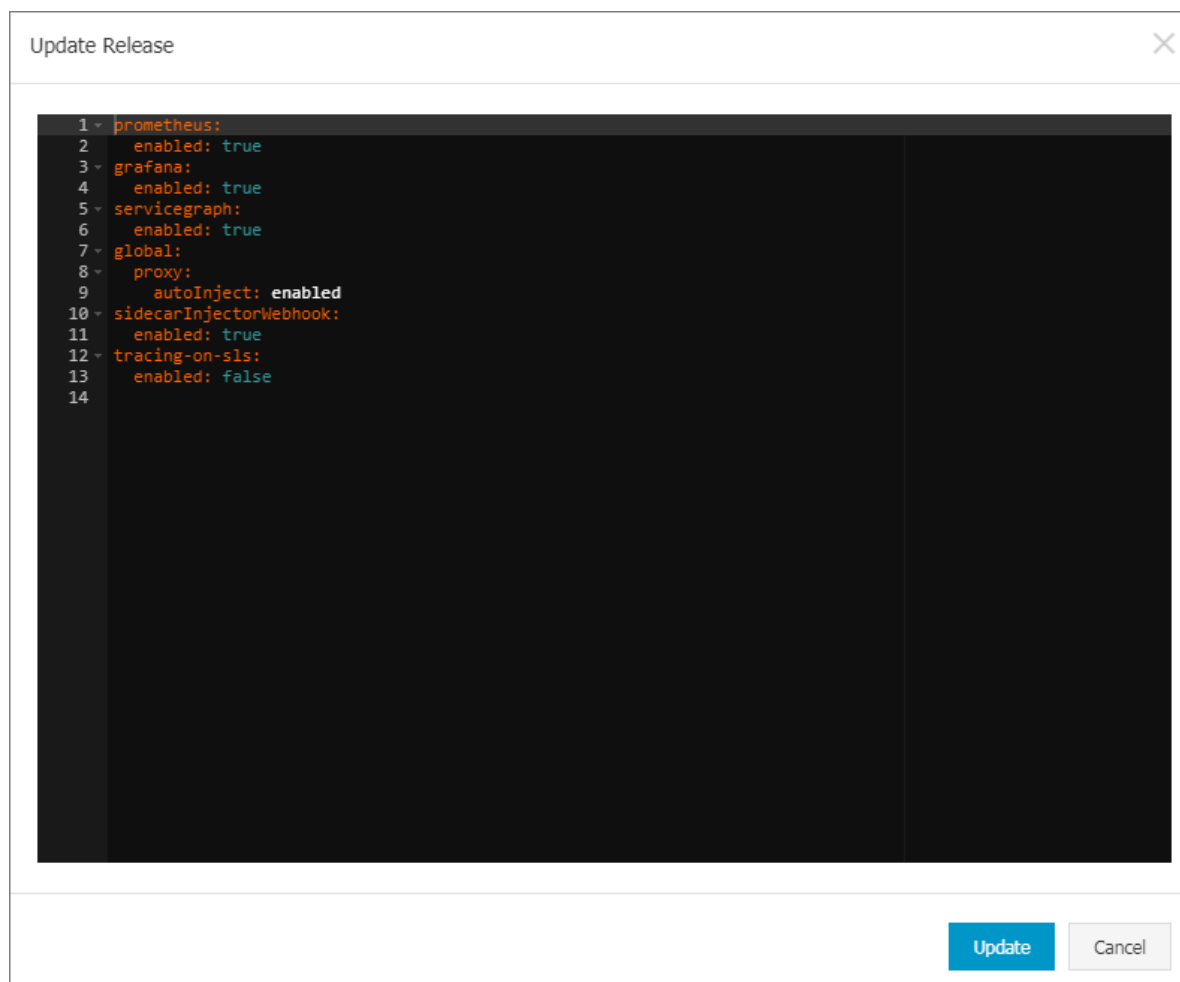 Update Release
1 prometheus:
2   enabled: true
3 grafana:
4   enabled: true
5 servicegraph:
6   enabled: true
7 global:
8   proxy:
9     autoInject: enabled
10 sidecarInjectorWebhook:
11   enabled: true
12 tracing-on-sls:
13   enabled: false
14
Update Cancel